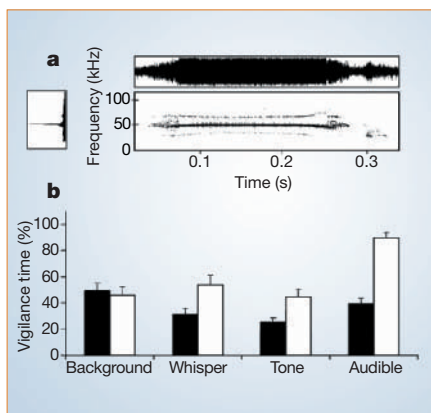 a
Frequency (kHz)
100
50
0
0.1 0.2 0.3
Time (s)
b
Vigilance time (%)
100
80
60
40
20
0
Background Whisper Tone Audible